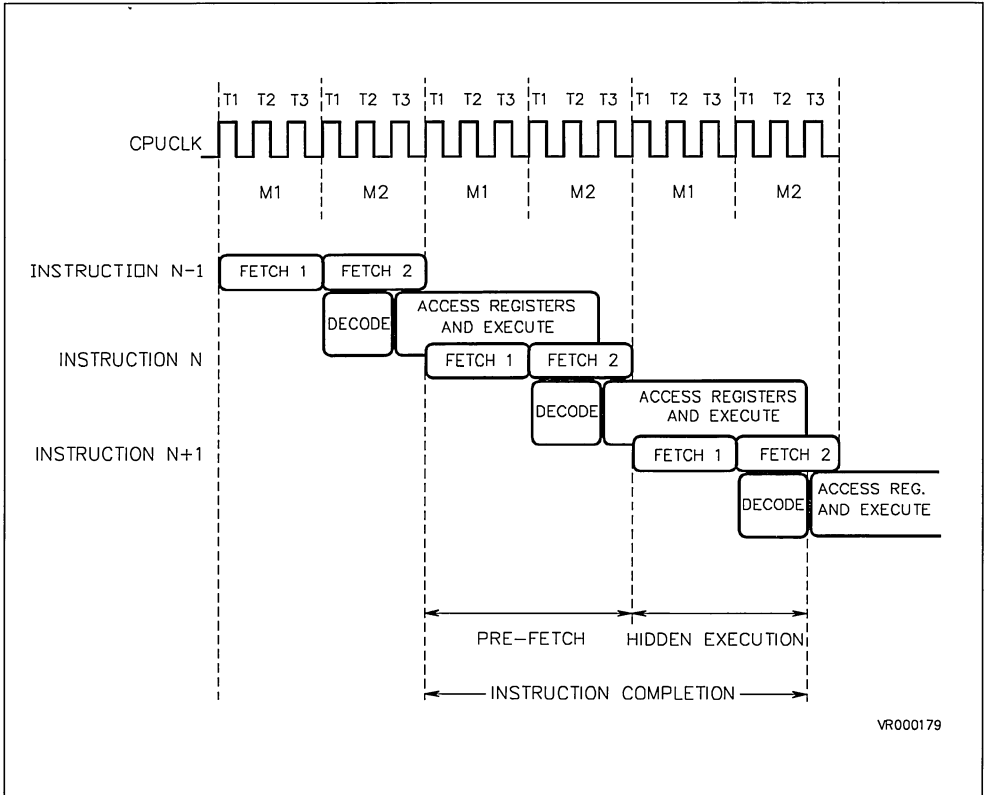 T1 T2 T3 T1 T2 T3 T1 T2 T3 T1 T2 T3 T1 T2 T3 T1 T2 T3
CPUCLK
M1 M2 M1 M2 M1 M2
INSTRUCTION N-1
FETCH 1 FETCH 2
DECODE
ACCESS REGISTERS
AND EXECUTE
INSTRUCTION N
FETCH 1 FETCH 2
DECODE
ACCESS REGISTERS
AND EXECUTE
INSTRUCTION N+1
FETCH 1 FETCH 2
DECODE
ACCESS REG.
AND EXECUTE
PRE-FETCH HIDDEN EXECUTION
INSTRUCTION COMPLETION
VR000179